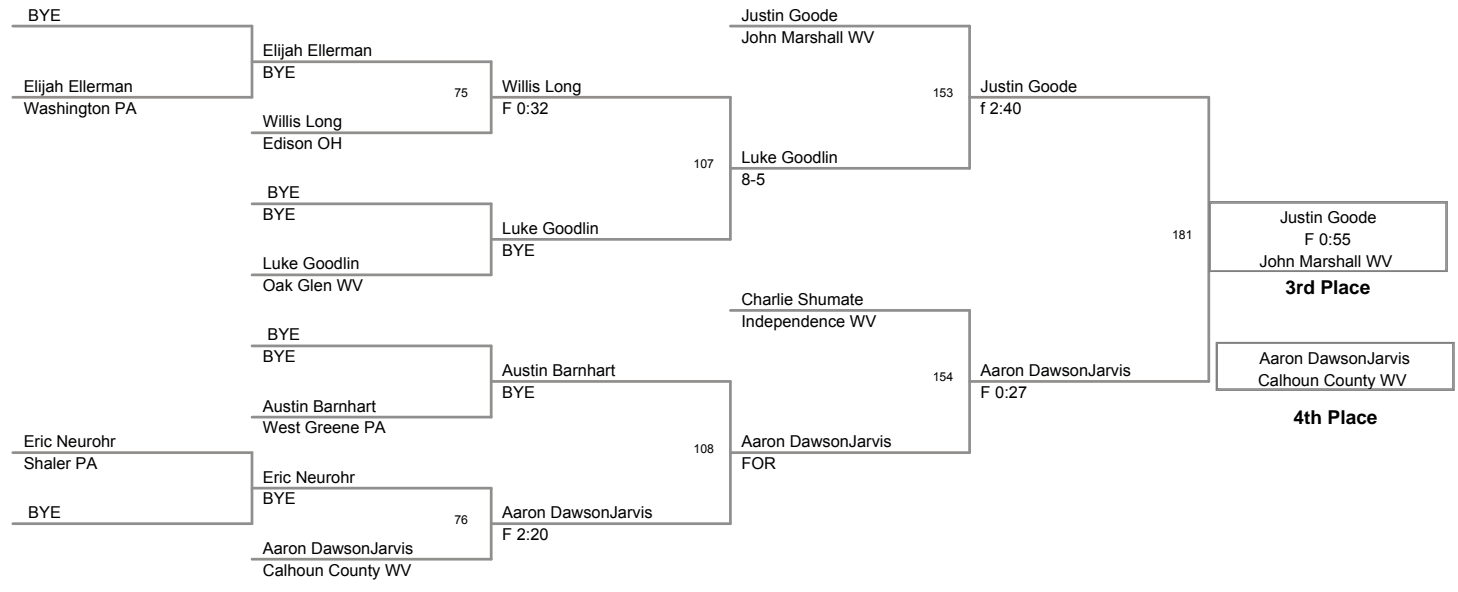 BYE
Elijah Ellerman
Washington PA
Eric Neurohr
Shaler PA
BYE
Elijah Ellerman
BYE
75
Willis Long
Edison OH
BYE
BYE
Luke Goodlin
Oak Glen WV
BYE
BYE
Austin Barnhart
West Greene PA
Eric Neurohr
BYE
76
Aaron DawsonJarvis
Calhoun County WV
Willis Long
F 0:32
107
Luke Goodlin
BYE
Austin Barnhart
BYE
108
Aaron DawsonJarvis
F 2:20
Justin Goode
John Marshall WV
153
Luke Goodlin
8-5
Charlie Shumate
Independence WV
154
Aaron DawsonJarvis
FOR
Justin Goode
f 2:40
181
Aaron DawsonJarvis
F 0:27
Justin Goode
F 0:55
John Marshall WV
3rd Place
Aaron DawsonJarvis
Calhoun County WV
4th Place